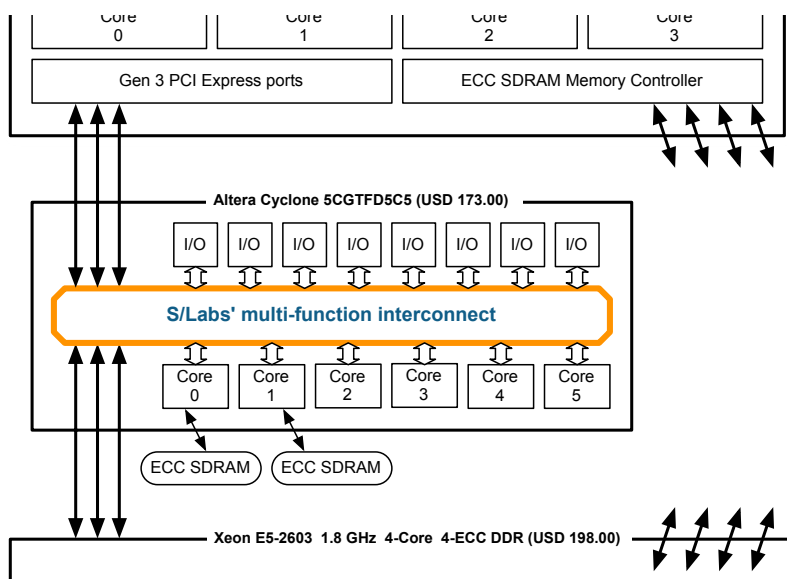 Core Core Core Core
0 1 2 3
Gen 3 PCI Express ports ECC SDRAM Memory Controller
Altera Cyclone 5CGTFD5C5 (USD 173.00)
I/O I/O I/O I/O I/O I/O I/O I/O
S/Labs' multi-function interconnect
Core Core Core Core Core Core
0 1 2 3 4 5
ECC SDRAM ECC SDRAM
Xeon E5-2603 1.8 GHz 4-Core 4-ECC DDR (USD 198.00)